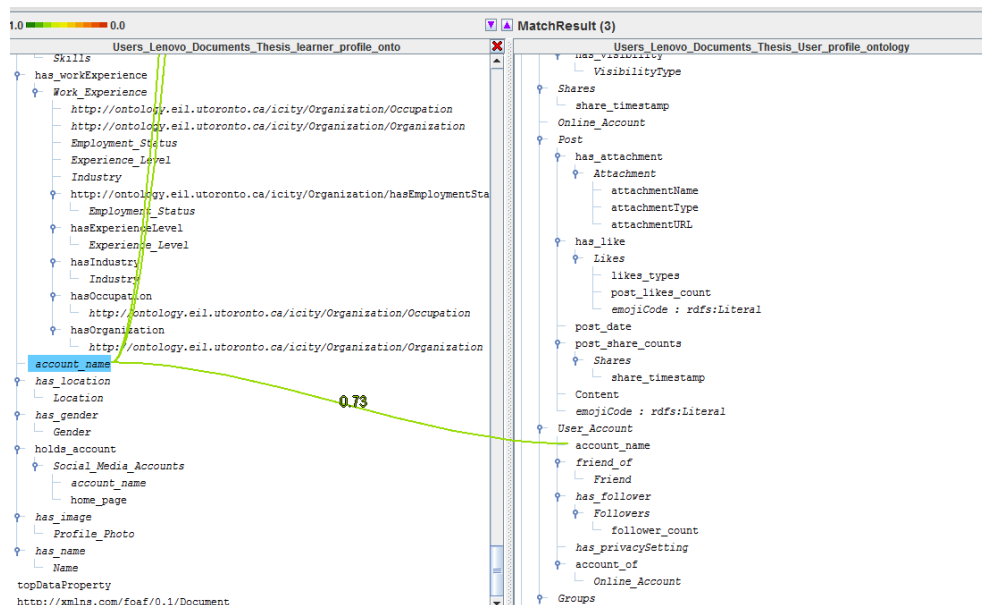 1.0 0.0 MatchResult (3)
Users_Lenovo_Documents_Thesis_learner_profile_onto
Skills
has_workExperience
Work_Experience
http://ontology.eil.utoronto.ca/icity/Organization/Occupation
http://ontology.eil.utoronto.ca/icity/Organization/Organization
Employment_Status
Experience_Level
Industry
http://ontology.eil.utoronto.ca/icity/Organization/hasEmploymentSta
Employment_Status
hasExperienceLevel
Experience_Level
hasIndustry
Industry
hasOccupation
http://ontology.eil.utoronto.ca/icity/Organization/Occupation
hasOrganization
http://ontology.eil.utoronto.ca/icity/Organization/Organization
account_name
has_location
Location
has_gender
Gender
holds_account
Social_Media_Accounts
account_name
home_page
has_image
Profile_Photo
has_name
Name
topDataProperty
http://xmlns.com/foaf/0.1/Document
0.73
Users_Lenovo_Documents_Thesis_User_profile_ontology
has_visibility
VisibilityType
Shares
share_timestamp
Online_Account
Post
has_attachment
Attachment
attachmentName
attachmentType
attachmentURL
has_like
Likes
likes_types
post_likes_count
emojiCode : rdfs:Literal
post_date
post_share_counts
Shares
share_timestamp
Content
emojiCode : rdfs:Literal
User_Account
account_name
friend_of
Friend
has_follower
Followers
follower_count
has_privacySetting
account_of
Online_Account
Groups